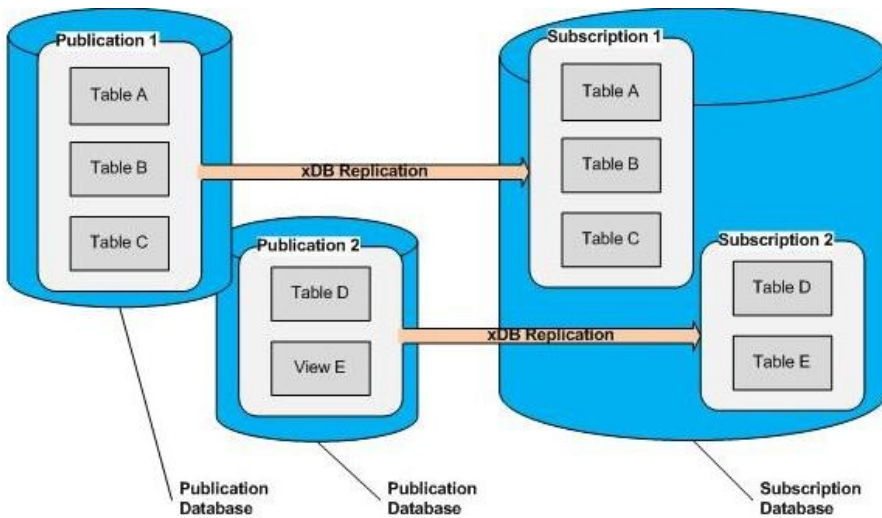 Publication 1
Table A
Table B
Table C
xDB Replication
Subscription 1
Table A
Table B
Table C
Publication 2
Table D
View E
xDB Replication
Subscription 2
Table D
Table E
Publication
Database
Publication
Database
Subscription
Database